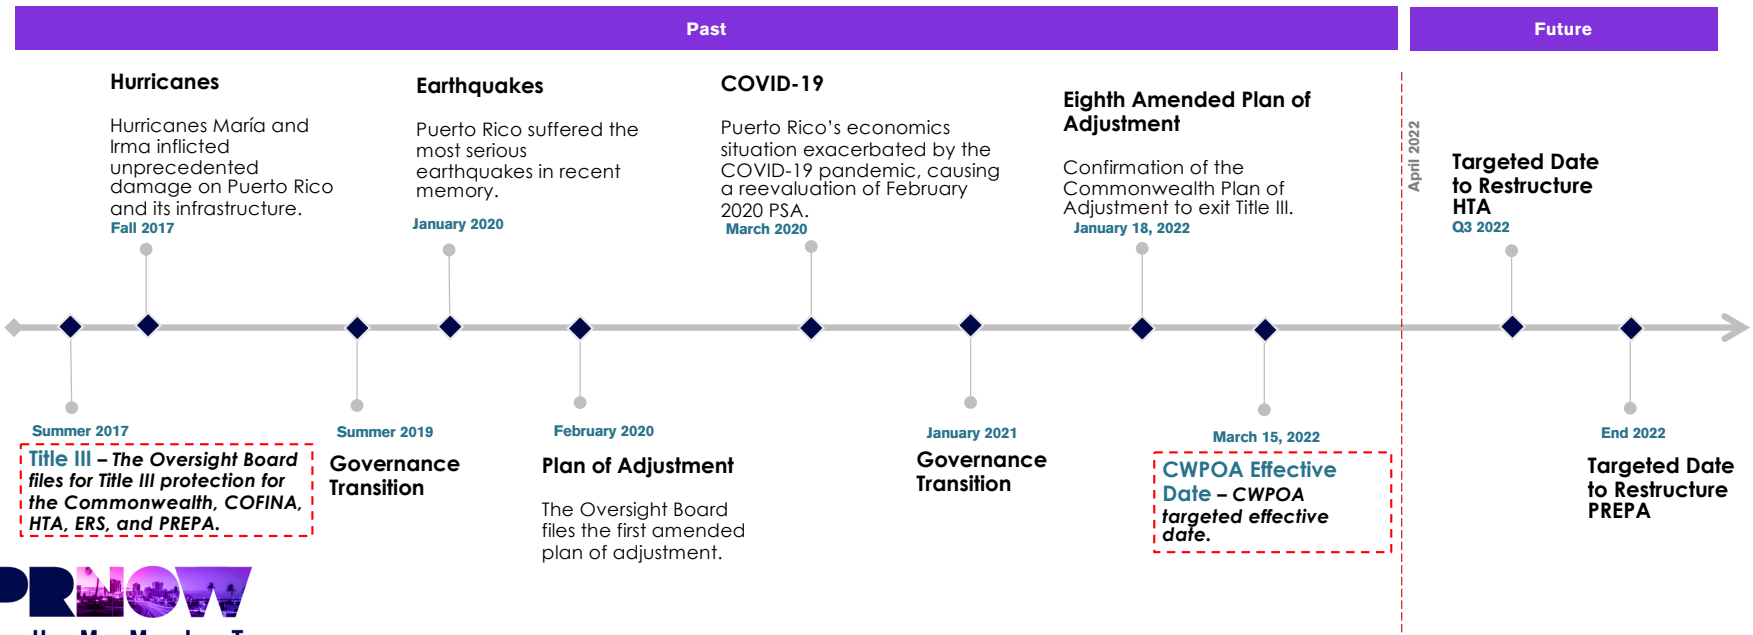 Past
Future
Hurricanes
Hurricanes María and
Irma inflicted
unprecedented
damage on Puerto Rico
and its infrastructure.
Fall 2017
Earthquakes
Puerto Rico suffered the
most serious
earthquakes in recent
memory.
January 2020
COVID-19
Puerto Rico’s economics
situation exacerbated by the
COVID-19 pandemic, causing
a reevaluation of February
2020 PSA.
March 2020
Eighth Amended Plan of
Adjustment
Confirmation of the
Commonwealth Plan of
Adjustment to exit Title III.
January 18, 2022
April 2022
Targeted Date
to Restructure
HTA
Q3 2022
Summer 2017
Title III – The Oversight Board
files for Title III protection for
the Commonwealth, COFINA,
HTA, ERS, and PREPA.
Summer 2019
Governance
Transition
February 2020
Plan of Adjustment
The Oversight Board
files the first amended
plan of adjustment.
January 2021
Governance
Transition
March 15, 2022
CWPOA Effective
Date – CWPOA
targeted effective
date.
End 2022
Targeted Date
to Restructure
PREPA
PRNOW